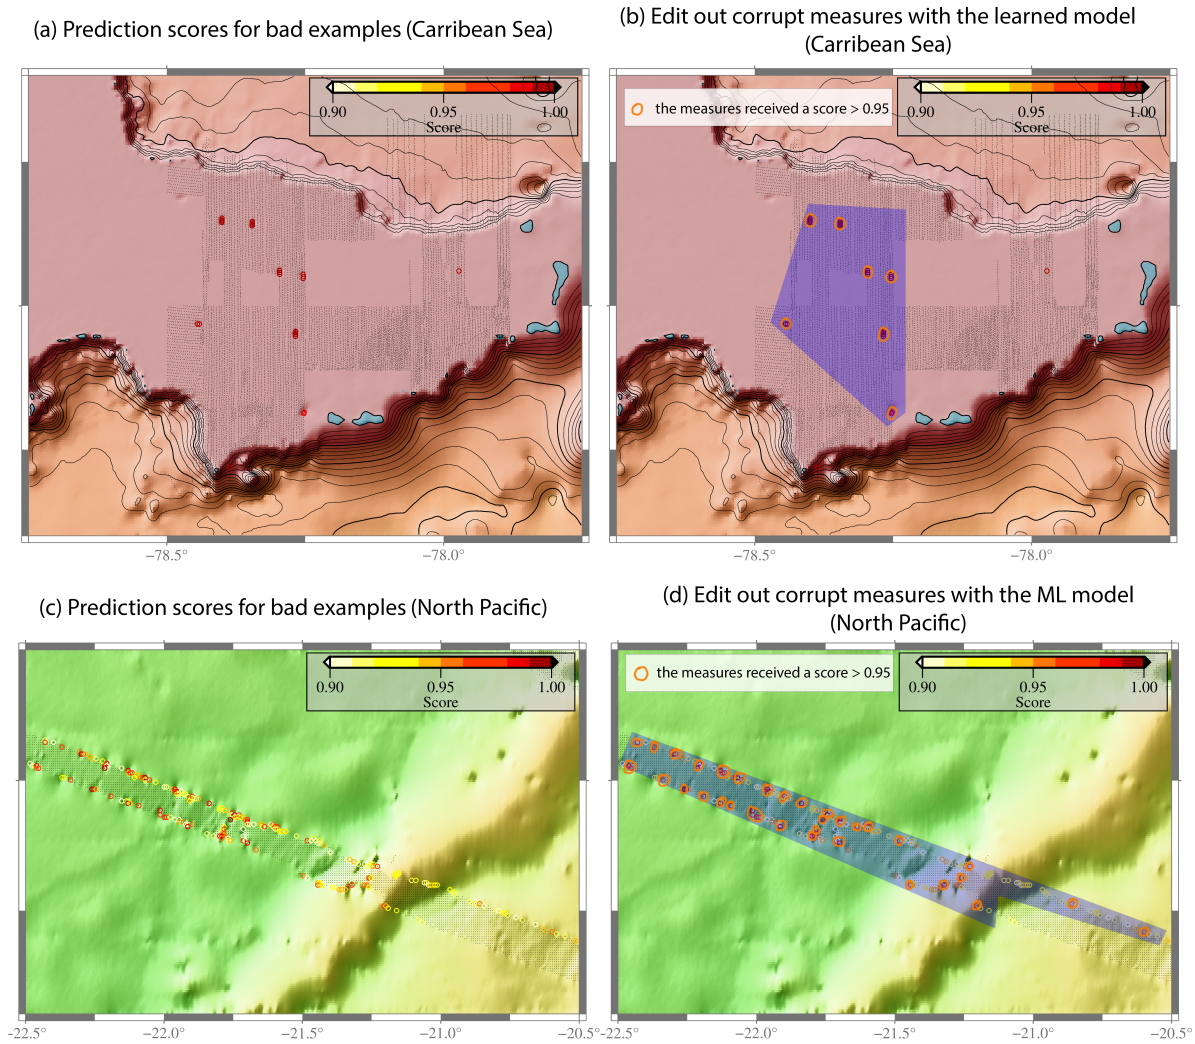 (a) Prediction scores for bad examples (Carribean Sea)
(b) Edit out corrupt measures with the learned model
(Carribean Sea)
0.90 0.95 1.00
Score
the measures received a score > 0.95
0.90 0.95 1.00
Score
−78.5° −78.0°
−78.5° −78.0°
(c) Prediction scores for bad examples (North Pacific)
(d) Edit out corrupt measures with the ML model
(North Pacific)
0.90 0.95 1.00
Score
the measures received a score > 0.95
0.90 0.95 1.00
Score
-22.5° −22.0° −21.5° −21.0° −20.5°
−22.0° −21.5° −21.0° -20.5°